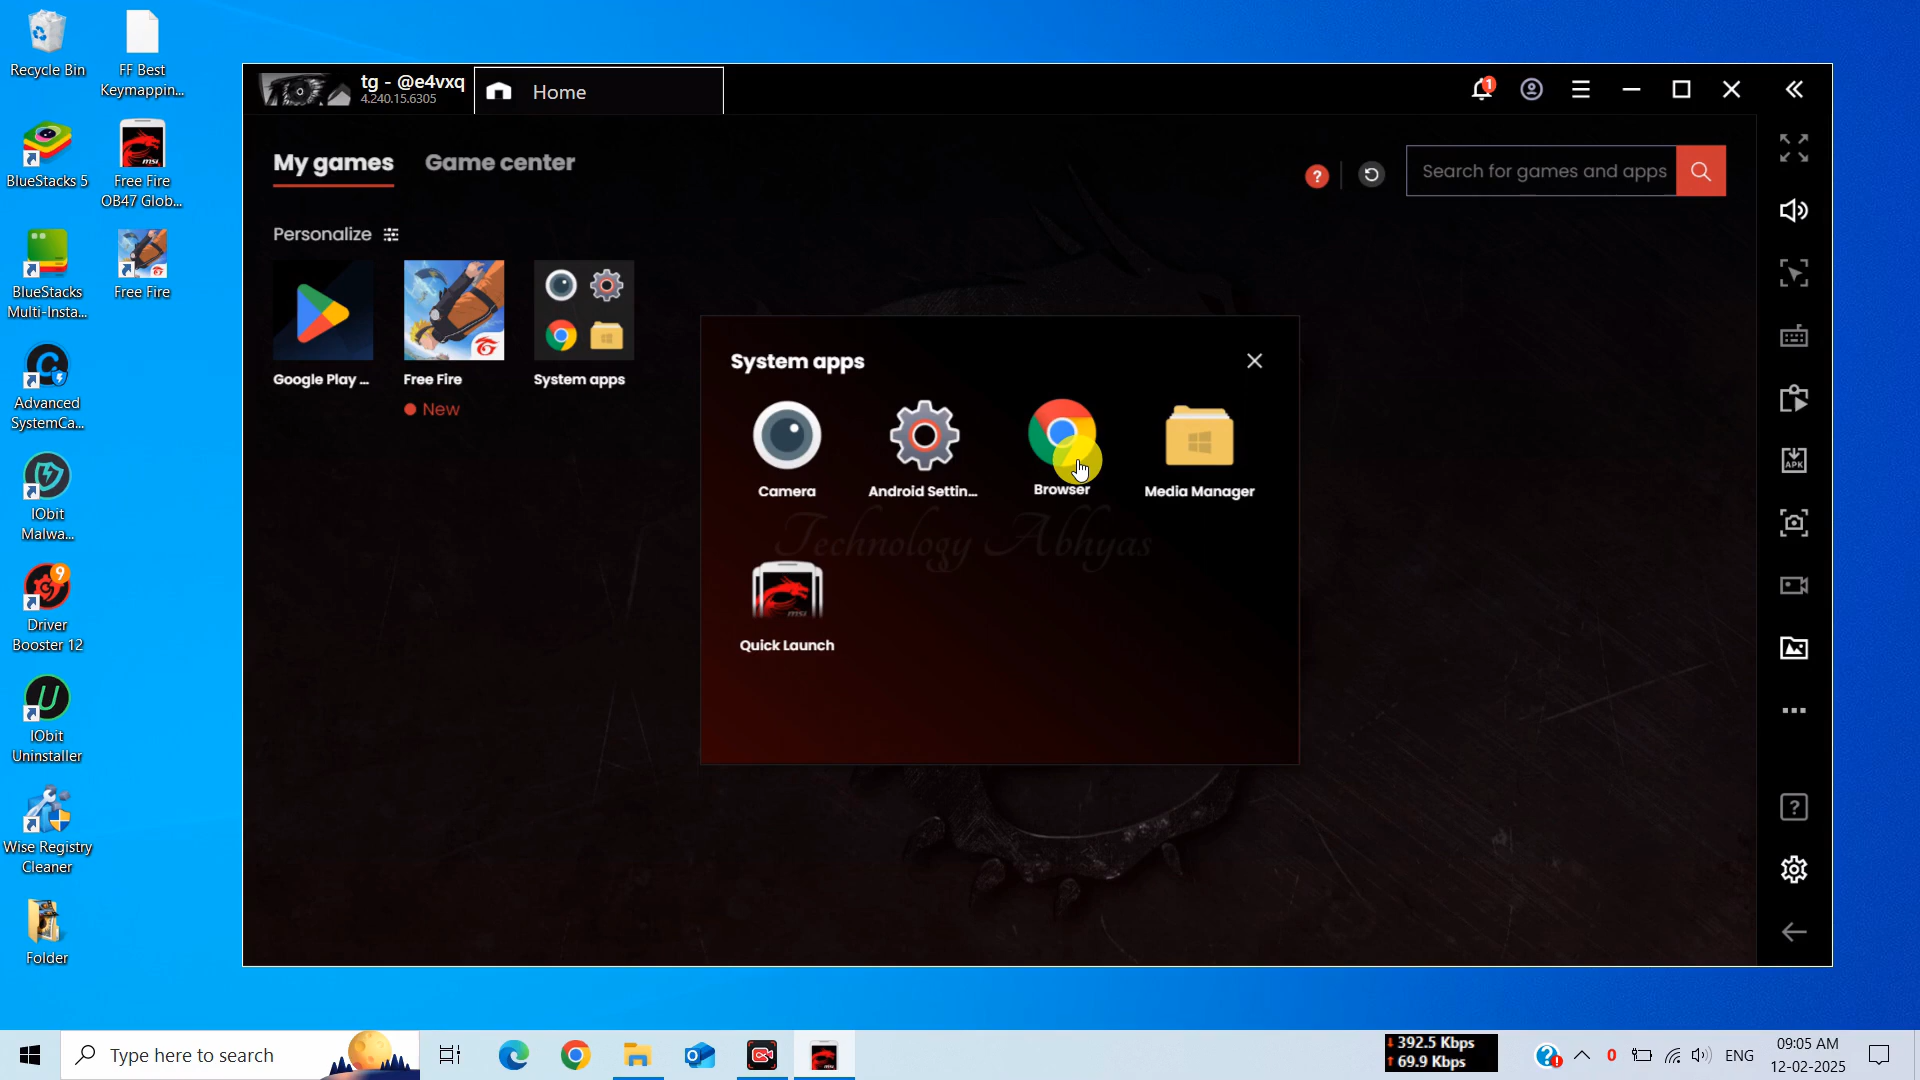 Recycle Bin
FF Best
Keymappin...
BlueStacks 5
Free Fire
OB47 Glob...
BlueStacks
Multi-Insta...
Free Fire
Advanced
SystemCa...
IObit
Malwa...
9
Driver
Booster 12
IObit
Uninstaller
Wise Registry
Cleaner
Folder
tg - @e4vxq
4.240.15.6305
Home
1
My games
Game center
?
Search for games and apps
Personalize
Google Play ...
Free Fire
System apps
New
System apps
Camera
Android Settin...
Browser
Media Manager
Technology Abhyas
Quick Launch
APK
?
Type here to search
392.5 Kbps
69.9 Kbps
0
ENG
09:05 AM
12-02-2025